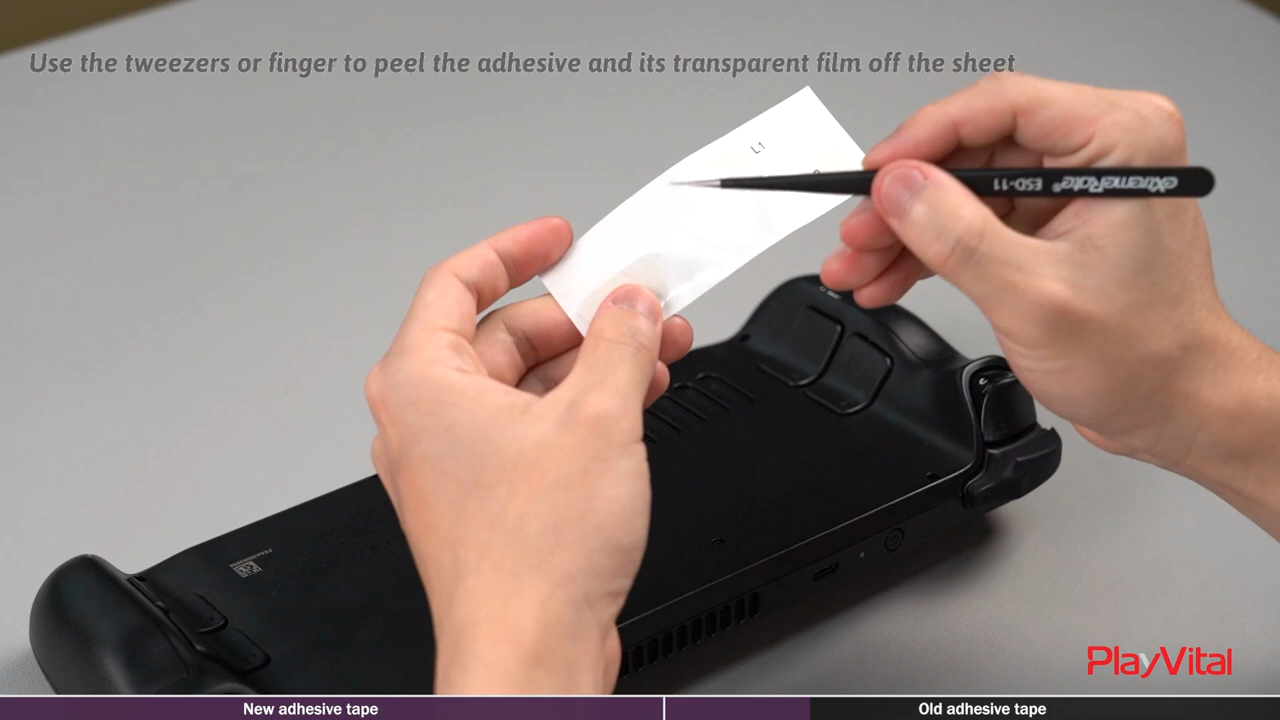 Use the tweezers or finger to peel the adhesive and its transparent film off the sheet
L1
eXtremeRate® ESD-11
PlayVital
New adhesive tape
Old adhesive tape